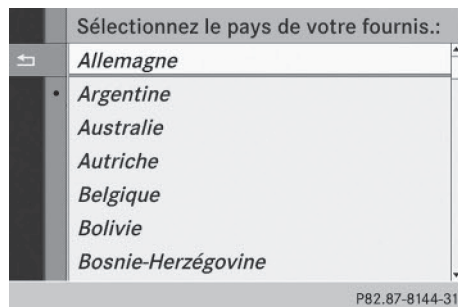 Sélectionnez le pays de votre fournis.:
Allemagne
Argentine
Australie
Autriche
Belgique
Bolivie
Bosnie-Herzégovine
P82.87-8144-31